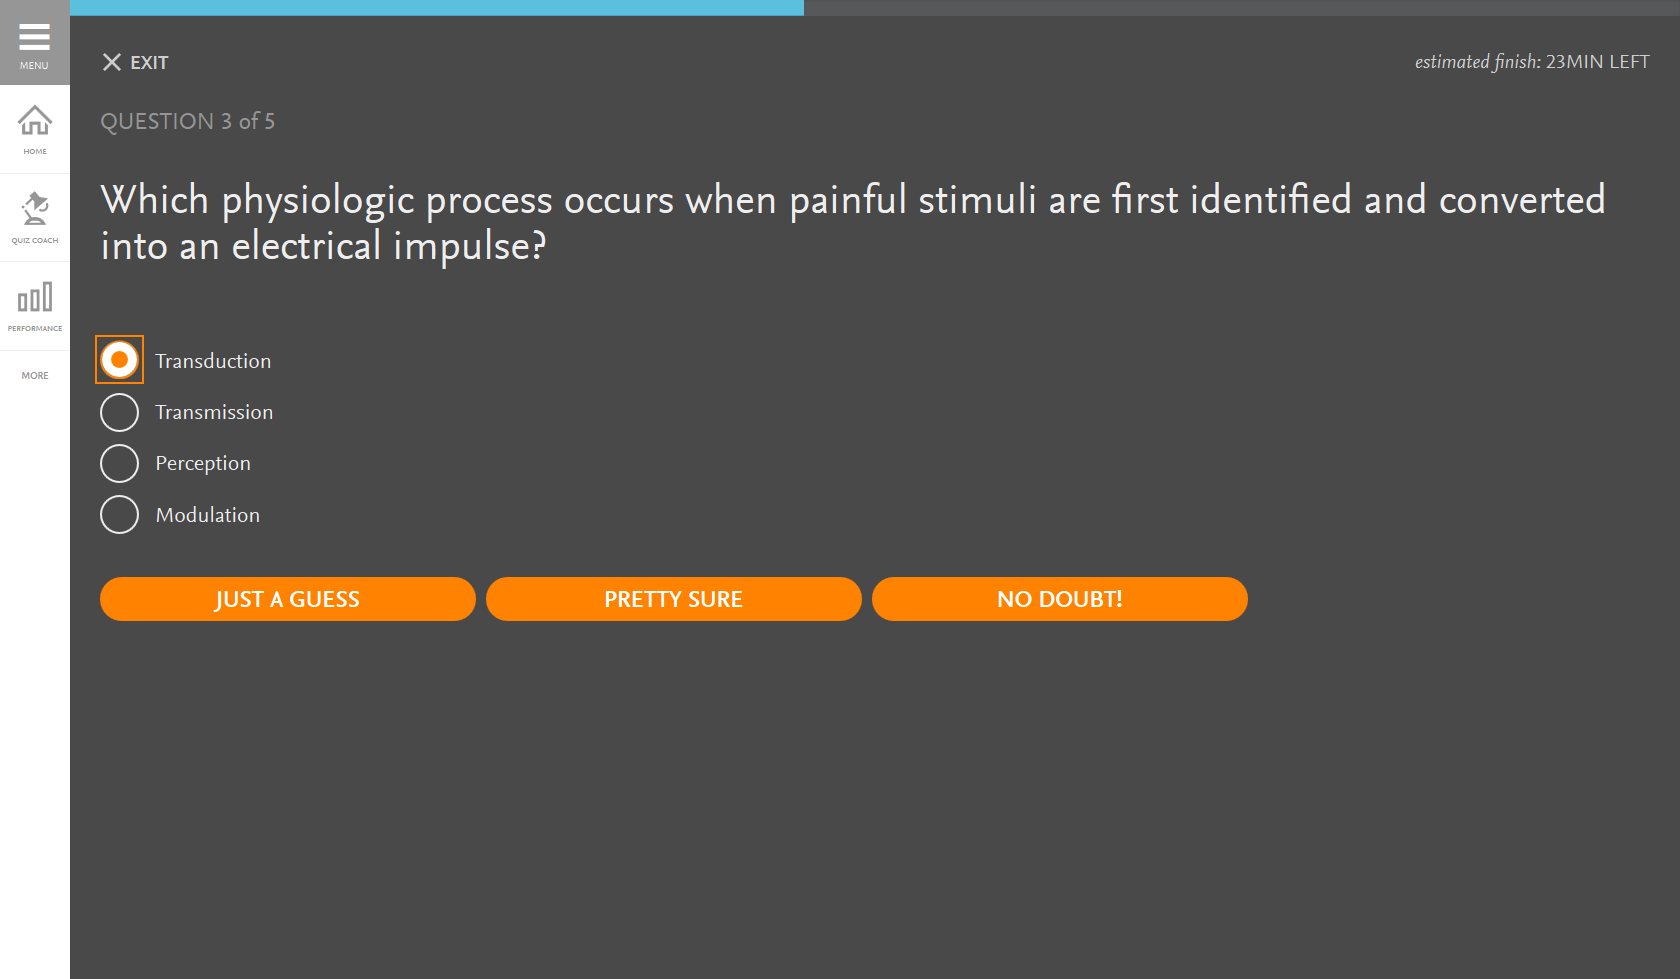 MENU
HOME
QUIZ COACH
PERFORMANCE
MORE
EXIT
estimated finish: 23MIN LEFT
QUESTION 3 of 5
Which physiologic process occurs when painful stimuli are first identified and converted
into an electrical impulse?
Transduction
Transmission
Perception
Modulation
JUST A GUESS
PRETTY SURE
NO DOUBT!